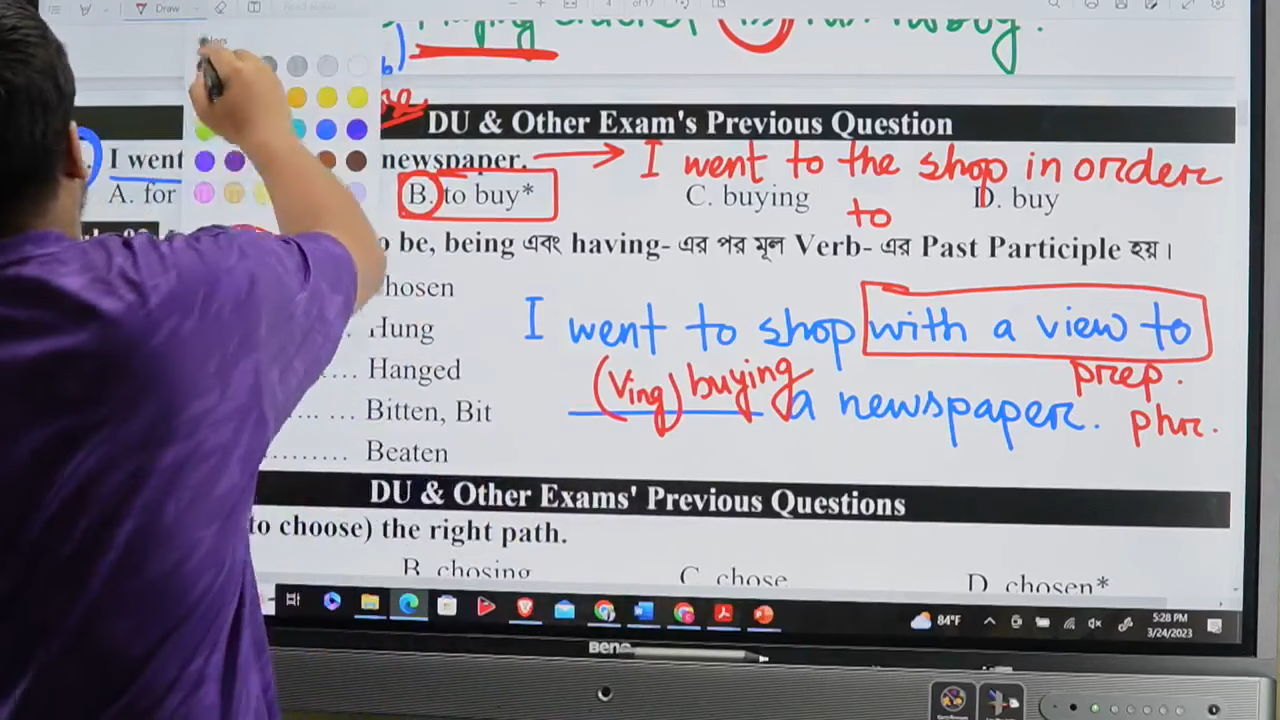 Draw
DU & Other Exam's Previous Question
I went newspaper. → I went to the shop in order
A. for B. to buy* C. buying to D. buy
o be, being এবং having- এর পর মূল Verb- এর Past Participle হয়।
hosen
Hung
I went to shop with a view to
... Hanged
(Ving) buying a newspaper.
prep.
phr.
... ... Bitten, Bit
......... Beaten
DU & Other Exams' Previous Questions
to choose) the right path.
B. chosing C. chose D. chosen*
84°F
5:28 PM
3/24/2023
BenQ